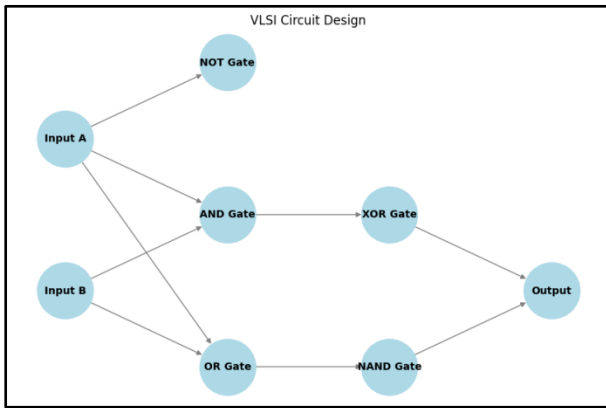 VLSI Circuit Design
NOT Gate
Input A
AND Gate
XOR Gate
Input B
Output
OR Gate
NAND Gate